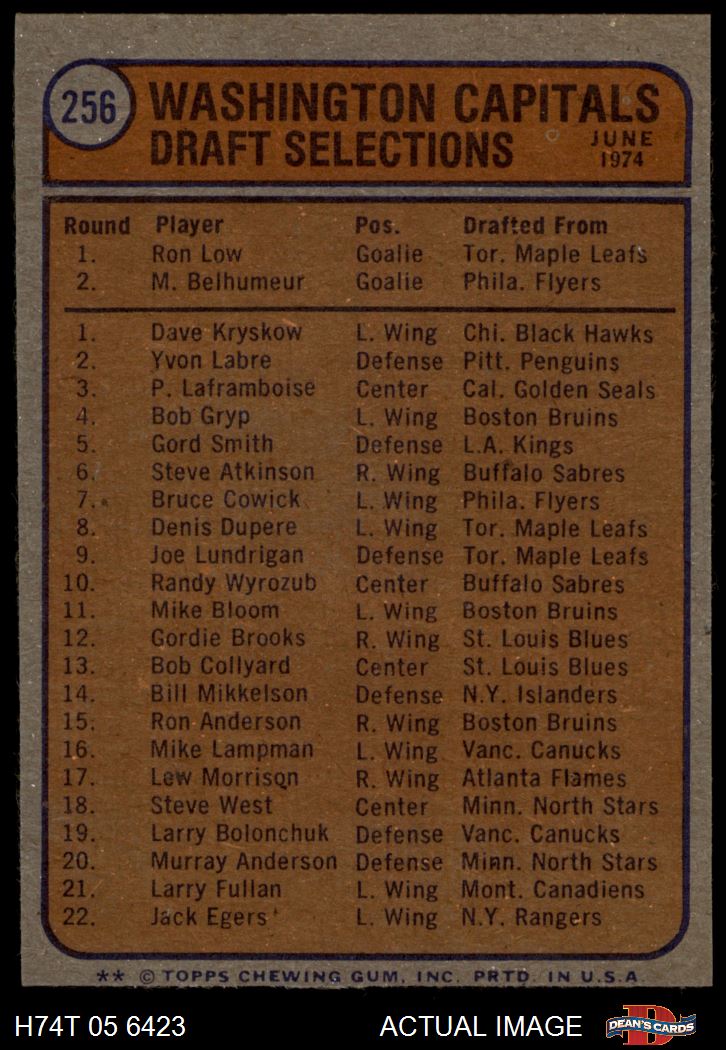 256 WASHINGTON CAPITALS
DRAFT SELECTIONS JUNE 1974
Round Player Pos. Drafted From
1. Ron Low Goalie Tor. Maple Leafs
2. M. Belhumeur Goalie Phila. Flyers
1. Dave Kryskow L. Wing Chi. Black Hawks
2. Yvon Labre Defense Pitt. Penguins
3. P. Laframboise Center Cal. Golden Seals
4. Bob Gryp L. Wing Boston Bruins
5. Gord Smith Defense L.A. Kings
6. Steve Atkinson R. Wing Buffalo Sabres
7. Bruce Cowick L. Wing Phila. Flyers
8. Denis Dupere L. Wing Tor. Maple Leafs
9. Joe Lundrigan Defense Tor. Maple Leafs
10. Randy Wyrozub Center Buffalo Sabres
11. Mike Bloom L. Wing Boston Bruins
12. Gordie Brooks R. Wing St. Louis Blues
13. Bob Collyard Center St. Louis Blues
14. Bill Mikkelson Defense N.Y. Islanders
15. Ron Anderson R. Wing Boston Bruins
16. Mike Lampman L. Wing Vanc. Canucks
17. Lew Morrison R. Wing Atlanta Flames
18. Steve West Center Minn. North Stars
19. Larry Bolonchuk Defense Vanc. Canucks
20. Murray Anderson Defense Minn. North Stars
21. Larry Fullan L. Wing Mont. Canadiens
22. Jack Egers L. Wing N.Y. Rangers
** © TOPPS CHEWING GUM, INC. PRTD. IN U.S.A
H74T 05 6423 ACTUAL IMAGE D DEAN'S CARDS